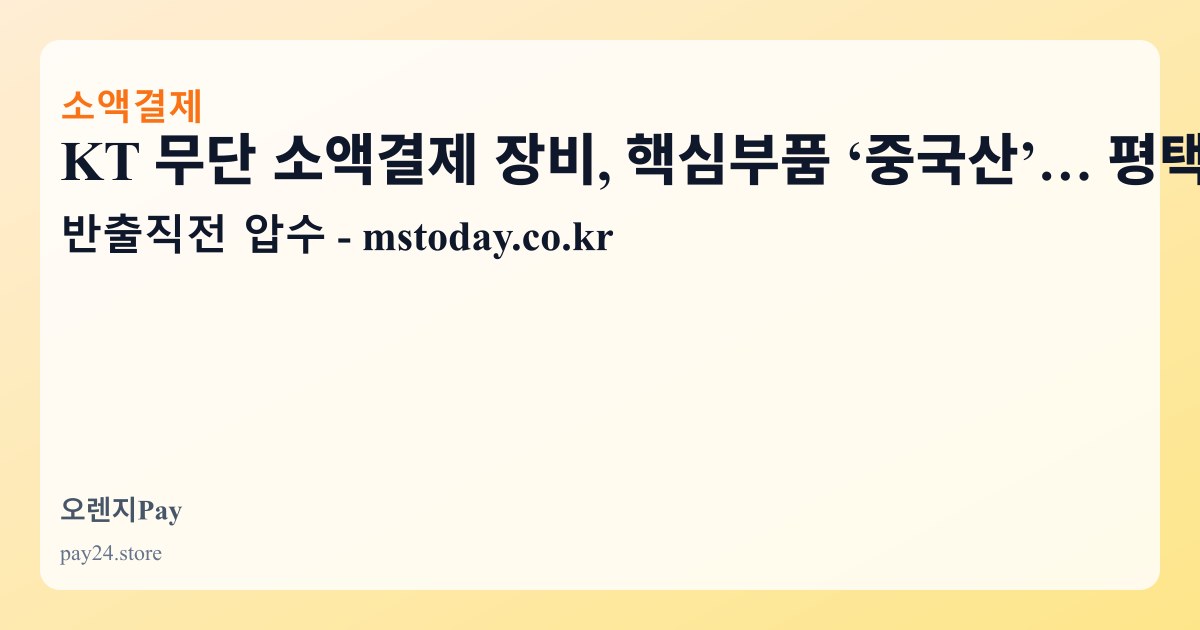 소액결제
KT 무단 소액결제 장비, 핵심부품 ‘중국산’… 평택
반출직전 압수 - mstoday.co.kr
오렌지Pay
pay24.store